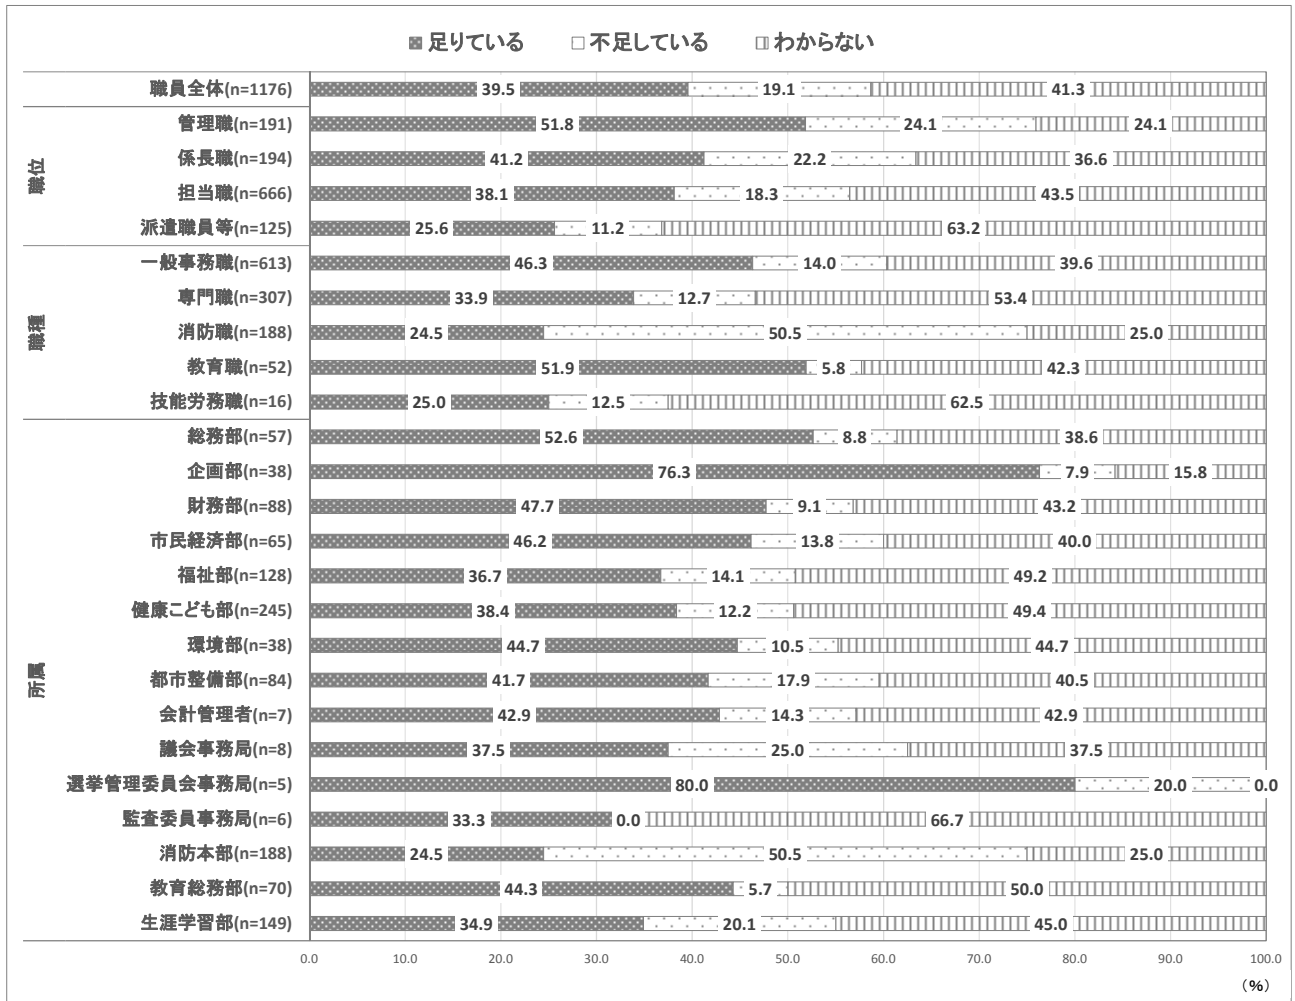 足りている 不足している わからない
職員全体(n=1176) 39.5 19.1 41.3
職位
管理職(n=191) 51.8 24.1 24.1
係長職(n=194) 41.2 22.2 36.6
担当職(n=666) 38.1 18.3 43.5
派遣職員等(n=125) 25.6 11.2 63.2
職種
一般事務職(n=613) 46.3 14.0 39.6
専門職(n=307) 33.9 12.7 53.4
消防職(n=188) 24.5 50.5 25.0
教育職(n=52) 51.9 5.8 42.3
技能労務職(n=16) 25.0 12.5 62.5
所属
総務部(n=57) 52.6 8.8 38.6
企画部(n=38) 76.3 7.9 15.8
財務部(n=88) 47.7 9.1 43.2
市民経済部(n=65) 46.2 13.8 40.0
福祉部(n=128) 36.7 14.1 49.2
健康こども部(n=245) 38.4 12.2 49.4
環境部(n=38) 44.7 10.5 44.7
都市整備部(n=84) 41.7 17.9 40.5
会計管理者(n=7) 42.9 14.3 42.9
議会事務局(n=8) 37.5 25.0 37.5
選挙管理委員会事務局(n=5) 80.0 20.0 0.0
監査委員事務局(n=6) 33.3 0.0 66.7
消防本部(n=188) 24.5 50.5 25.0
教育総務部(n=70) 44.3 5.7 50.0
生涯学習部(n=149) 34.9 20.1 45.0
0.0 10.0 20.0 30.0 40.0 50.0 60.0 70.0 80.0 90.0 100.0
(%)